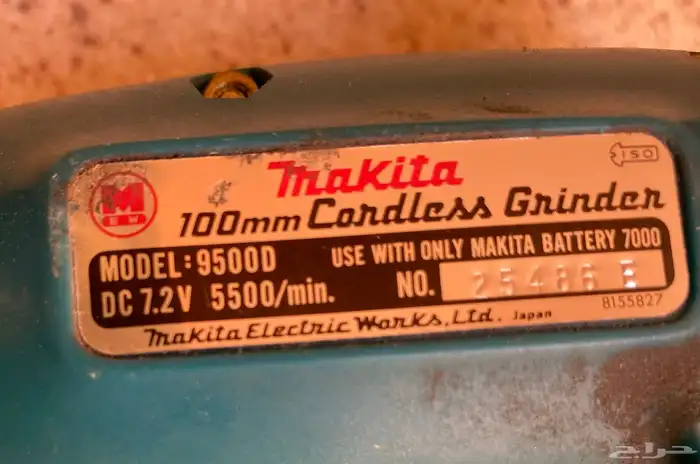 Makita
ISO
M
E W
100mm Cordless Grinder
MODEL:9500D USE WITH ONLY MAKITA BATTERY 7000
DC 7.2V 5500/min. NO. 25486 E
8155827
Makita Electric Works, Ltd. Japan
حراج